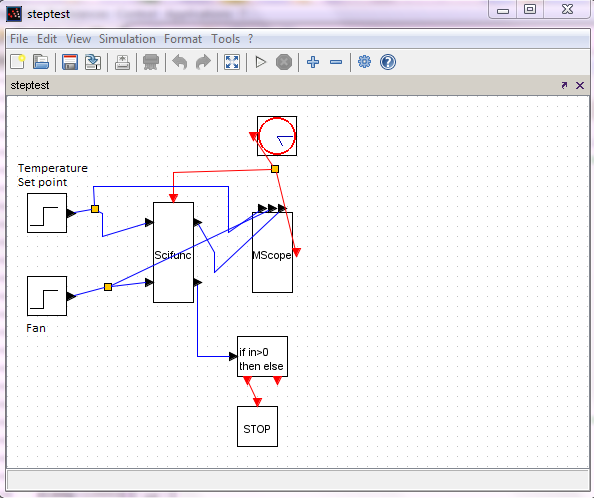 steptest
File Edit View Simulation Format Tools ?
steptest
Temperature
Set point
Scifunc
MScope
Fan
if in>0
then else
STOP